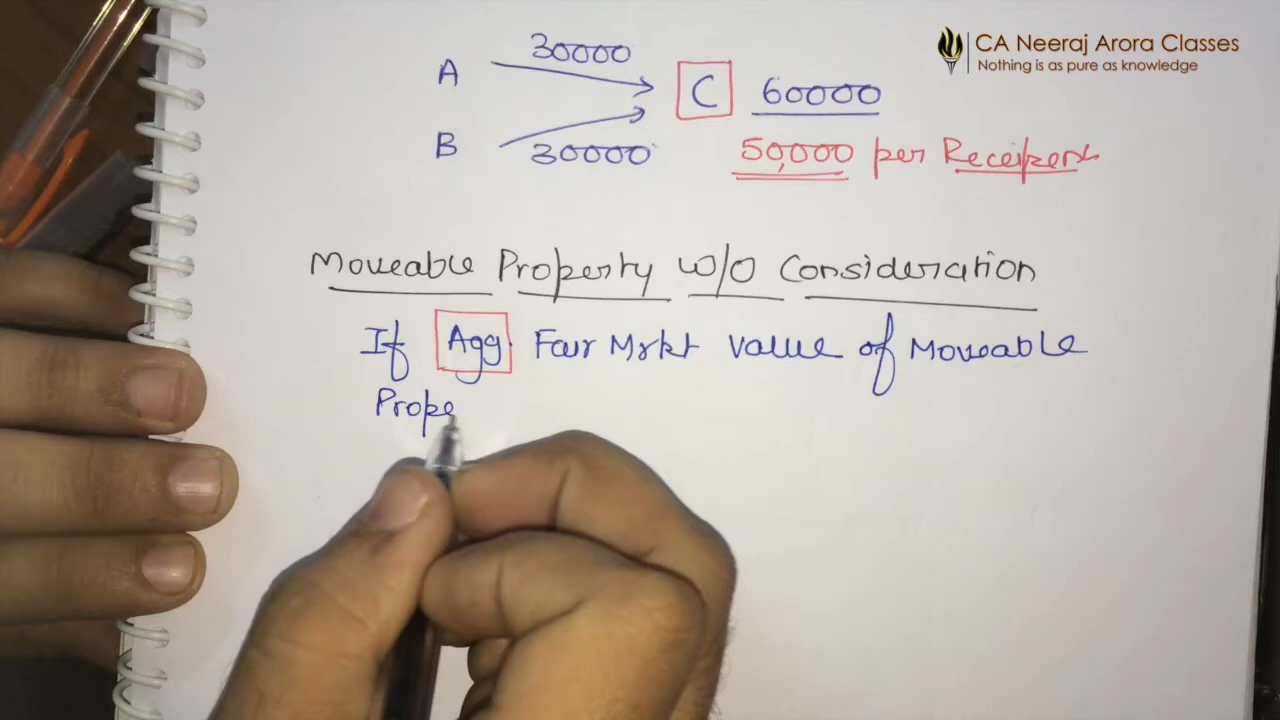 CA Neeraj Arora Classes
Nothing is as pure as knowledge
A 30000 C 60000
B 30000 50,000 per Receipent
Moveable Property w/o Consideration
If Agg. Fair Mrkt Value of Moveable
Prope